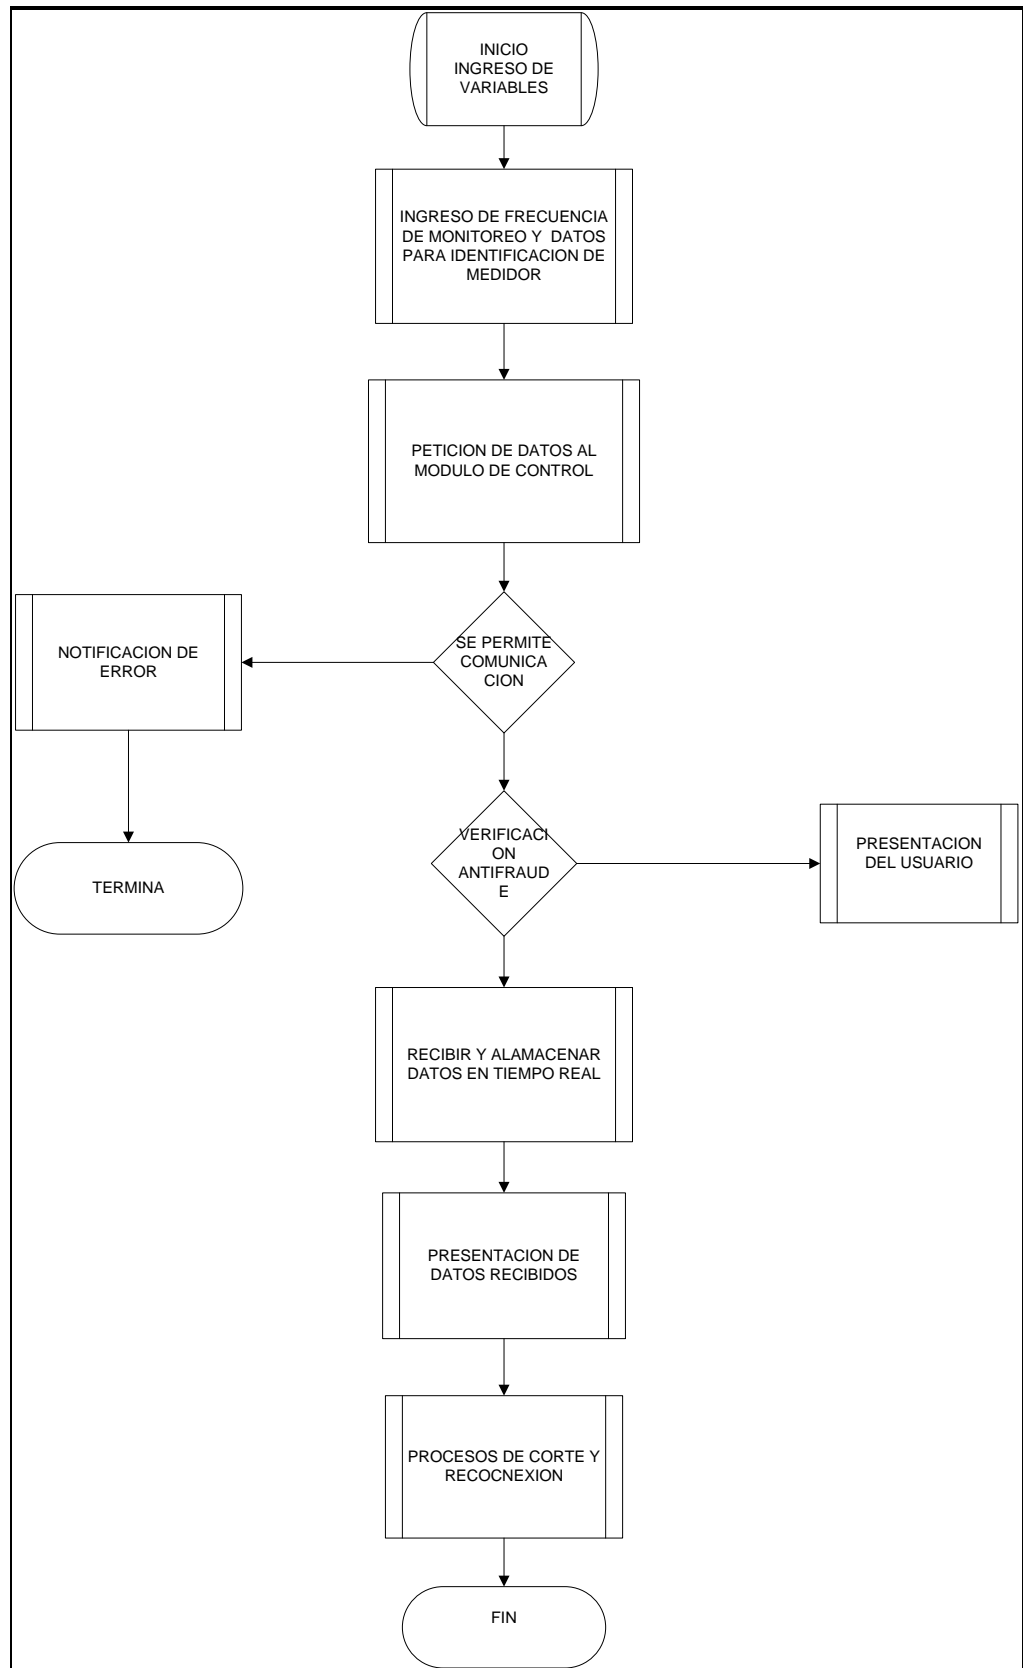 INICIO
INGRESO DE
VARIABLES
INGRESO DE FRECUENCIA
DE MONITOREO Y DATOS
PARA IDENTIFICACION DE
MEDIDOR
PETICION DE DATOS AL
MODULO DE CONTROL
SE PERMITE
COMUNICA
CION
NOTIFICACION DE
ERROR
TERMINA
VERIFICACI
ON
ANTIFRAUD
E
PRESENTACION
DEL USUARIO
RECIBIR Y ALAMACENAR
DATOS EN TIEMPO REAL
PRESENTACION DE
DATOS RECIBIDOS
PROCESOS DE CORTE Y
RECOCNEXION
FIN